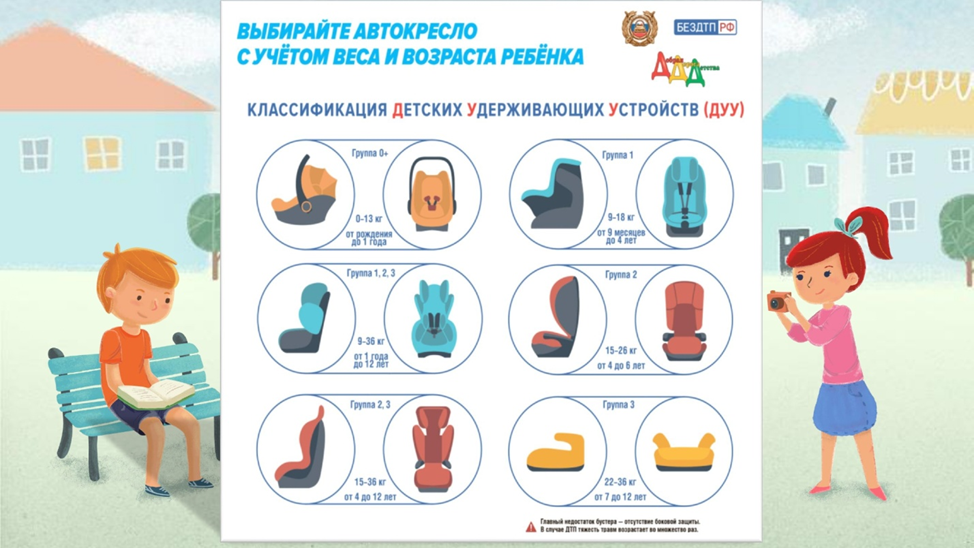 ВЫБИРАЙТЕ АВТОКРЕСЛО
С УЧЁТОМ ВЕСА И ВОЗРАСТА РЕБЁНКА
БЕЗДТП РФ
Добрая
Дорога
Детства
КЛАССИФИКАЦИЯ ДЕТСКИХ УДЕРЖИВАЮЩИХ УСТРОЙСТВ (ДУУ)
Группа 0+
0-13 кг
от рождения
до 1 года
Группа 1
9-18 кг
от 9 месяцев
до 4 лет
Группа 1, 2, 3
9-36 кг
от 1 года
до 12 лет
Группа 2
15-26 кг
от 4 до 6 лет
Группа 2, 3
15-36 кг
от 4 до 12 лет
Группа 3
22-36 кг
от 7 до 12 лет
Главный недостаток бустера – отсутствие боковой защиты.
В случае ДТП тяжесть травм возрастает во множество раз.